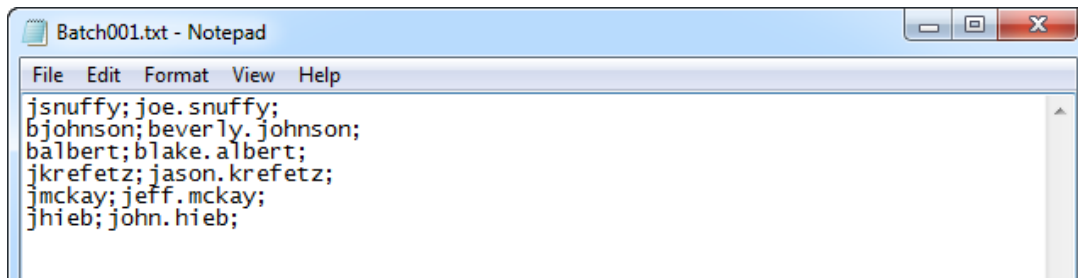 Batch001.txt - Notepad
File Edit Format View Help
jsnuffy;joe.snuffy;
bjohnson;beverly.johnson;
balbert;blake.albert;
jkrefetz;jason.krefetz;
jmckay;jeff.mckay;
jhieb;john.hieb;